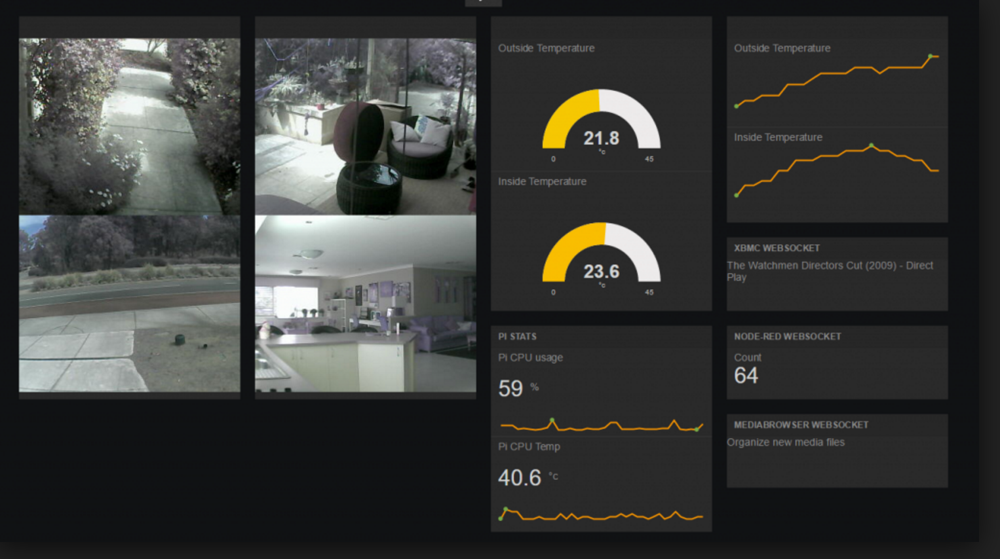 Outside Temperature
21.8
°c
0
45
Inside Temperature
23.6
°c
0
45
PI STATS
Pi CPU usage
59 %
Pi CPU Temp
40.6 °c
Outside Temperature
Inside Temperature
XBMC WEBSOCKET
The Watchmen Directors Cut (2009) - Direct
Play
NODE-RED WEBSOCKET
Count
64
MEDIABROWSER WEBSOCKET
Organize new media files